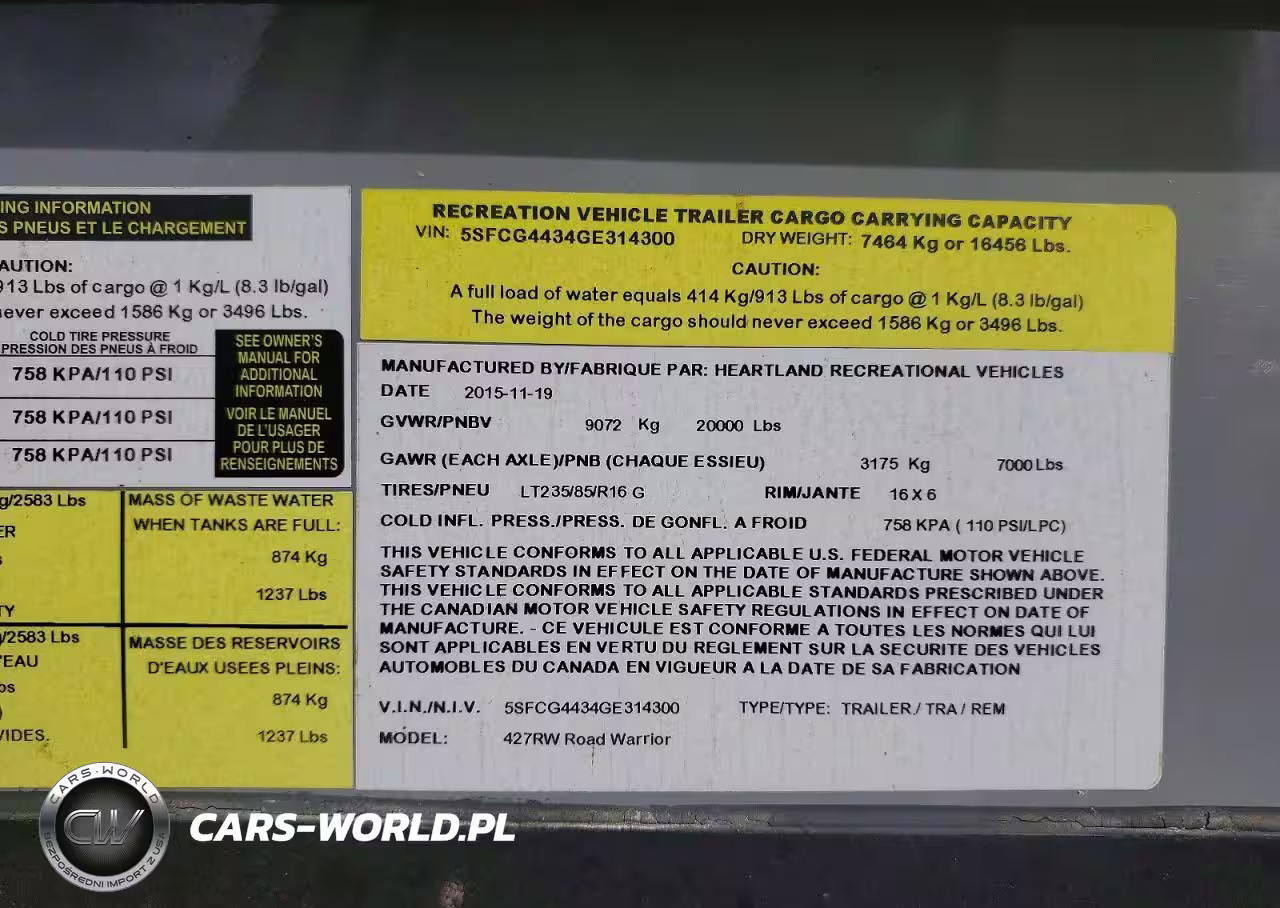 ING INFORMATION
S PNEUS ET LE CHARGEMENT
AUTION:
913 Lbs of cargo @ 1 Kg/L (8.3 lb/gal)
never exceed 1586 Kg or 3496 Lbs.
COLD TIRE PRESSURE
PRESSION DES PNEUS À FROID
758 KPA/110 PSI
758 KPA/110 PSI
758 KPA/110 PSI
SEE OWNER'S
MANUAL FOR
ADDITIONAL
INFORMATION
VOIR LE MANUEL
DE L'USAGER
POUR PLUS DE
RENSEIGNEMENTS
g/2583 Lbs
ER
s
TY
/2583 Lbs
'EAU
bs
)
VIDES.
MASS OF WASTE WATER
WHEN TANKS ARE FULL:
874 Kg
1237 Lbs
MASSE DES RESERVOIRS
D'EAUX USEES PLEINS:
874 Kg
1237 Lbs
RECREATION VEHICLE TRAILER CARGO CARRYING CAPACITY
VIN: 5SFCG4434GE314300 DRY WEIGHT: 7464 Kg or 16456 Lbs.
CAUTION:
A full load of water equals 414 Kg/913 Lbs of cargo @ 1 Kg/L (8.3 lb/gal)
The weight of the cargo should never exceed 1586 Kg or 3496 Lbs.
MANUFACTURED BY/FABRIQUE PAR: HEARTLAND RECREATIONAL VEHICLES
DATE 2015-11-19
GVWR/PNBV 9072 Kg 20000 Lbs
GAWR (EACH AXLE)/PNB (CHAQUE ESSIEU) 3175 Kg 7000 Lbs
TIRES/PNEU LT235/85/R16 G RIM/JANTE 16 X 6
COLD INFL. PRESS./PRESS. DE GONFL. A FROID 758 KPA ( 110 PSI/LPC)
THIS VEHICLE CONFORMS TO ALL APPLICABLE U.S. FEDERAL MOTOR VEHICLE
SAFETY STANDARDS IN EFFECT ON THE DATE OF MANUFACTURE SHOWN ABOVE.
THIS VEHICLE CONFORMS TO ALL APPLICABLE STANDARDS PRESCRIBED UNDER
THE CANADIAN MOTOR VEHICLE SAFETY REGULATIONS IN EFFECT ON DATE OF
MANUFACTURE. - CE VEHICULE EST CONFORME A TOUTES LES NORMES QUI LUI
SONT APPLICABLES EN VERTU DU REGLEMENT SUR LA SECURITE DES VEHICLES
AUTOMOBLES DU CANADA EN VIGUEUR A LA DATE DE SA FABRICATION
V.I.N./N.I.V. 5SFCG4434GE314300 TYPE/TYPE: TRAILER / TRA / REM
MODEL: 427RW Road Warrior
CARS-WORLD
CW
BEZPOŚREDNI IMPORT Z USA
CARS-WORLD.PL